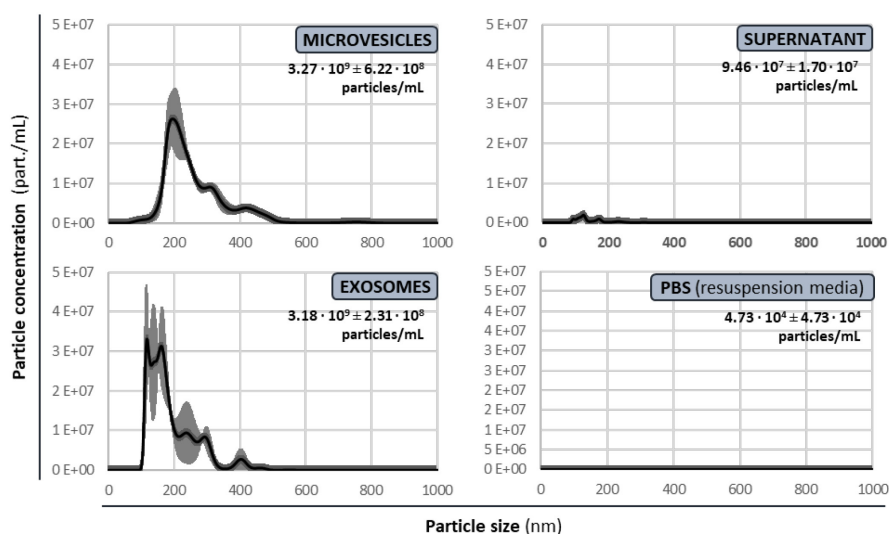 Particle concentration (part./mL)
5 E+07
4 E+07
3 E+07
2 E+07
1 E+07
0 E+00
0 200 400 600 800 1000
MICROVESICLES
3.27 · 10⁹ ± 6.22 · 10⁸
particles/mL
5 E+07
4 E+07
3 E+07
2 E+07
1 E+07
0 E+00
0 200 400 600 800 1000
SUPERNATANT
9.46 · 10⁷ ± 1.70 · 10⁷
particles/mL
5 E+07
4 E+07
3 E+07
2 E+07
1 E+07
0 E+00
0 200 400 600 800 1000
EXOSOMES
3.18 · 10⁹ ± 2.31 · 10⁸
particles/mL
5 E+07
5 E+07
4 E+07
4 E+07
3 E+07
3 E+07
2 E+07
2 E+07
1 E+07
5 E+06
0 E+00
0 200 400 600 800 1000
PBS (resuspension media)
4.73 · 10⁴ ± 4.73 · 10⁴
particles/mL
Particle size (nm)